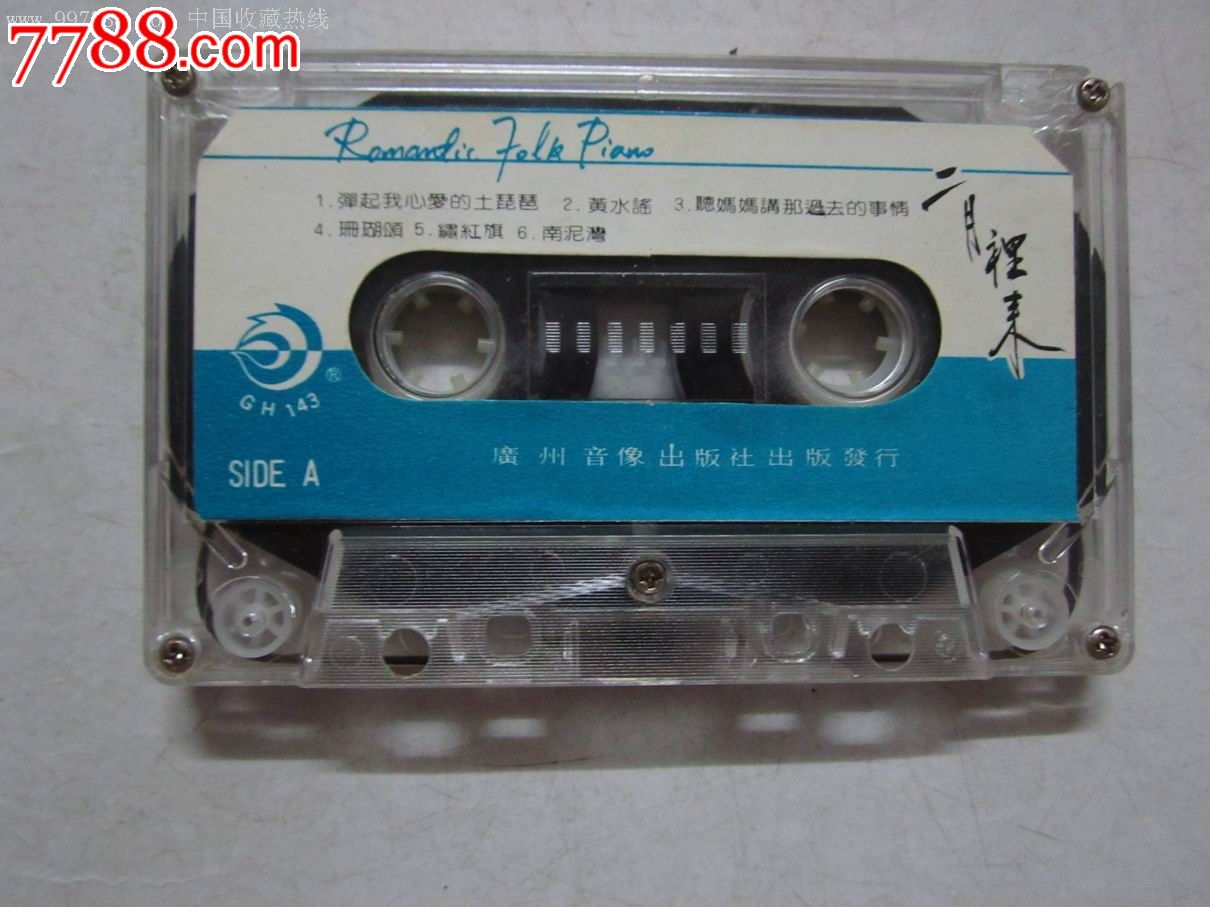 中国收藏热线
7788.com
Romantic Folk Piano
1.彈起我心愛的土琵琶 2.黃水謠 3.聽媽媽講那過去的事情
4.珊瑚頌 5.繡紅旗 6.南泥灣
二月裡来
®
GH 143
SIDE A
廣州音像出版社出版發行